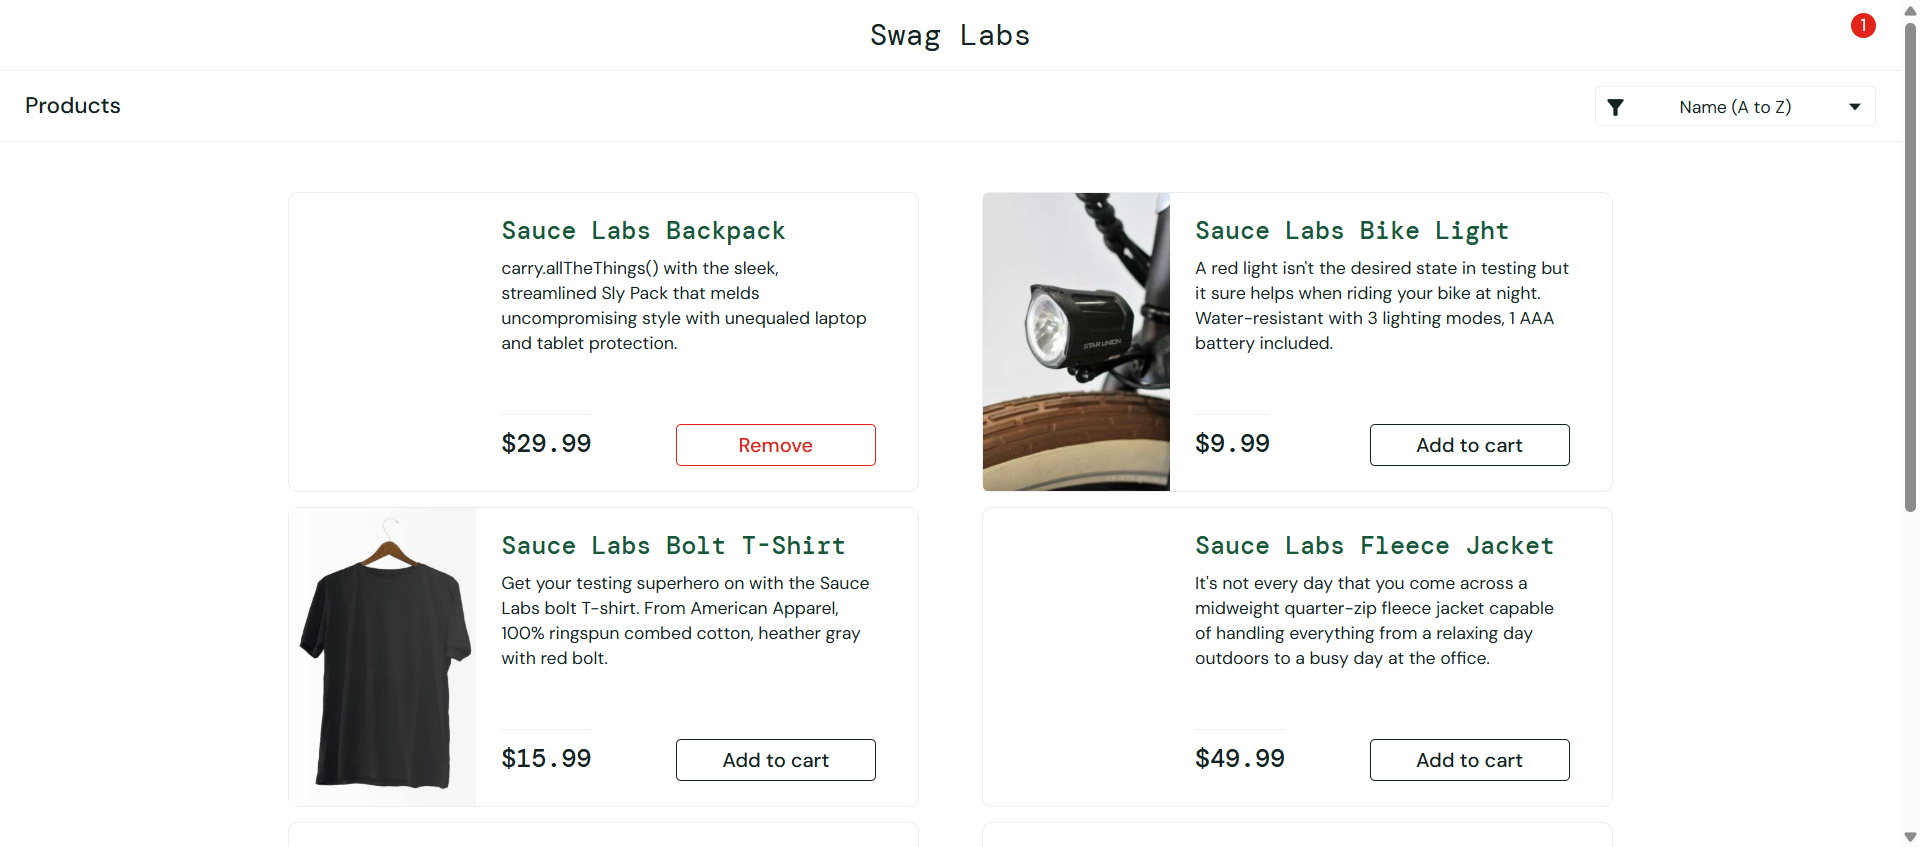 Swag Labs
1
Products
Name (A to Z)
Sauce Labs Backpack
carry.allTheThings() with the sleek,
streamlined Sly Pack that melds
uncompromising style with unequaled laptop
and tablet protection.
$29.99
Remove
Sauce Labs Bike Light
A red light isn't the desired state in testing but
it sure helps when riding your bike at night.
Water-resistant with 3 lighting modes, 1 AAA
battery included.
$9.99
Add to cart
STAR UNION
Sauce Labs Bolt T-Shirt
Get your testing superhero on with the Sauce
Labs bolt T-shirt. From American Apparel,
100% ringspun combed cotton, heather gray
with red bolt.
$15.99
Add to cart
Sauce Labs Fleece Jacket
It's not every day that you come across a
midweight quarter-zip fleece jacket capable
of handling everything from a relaxing day
outdoors to a busy day at the office.
$49.99
Add to cart